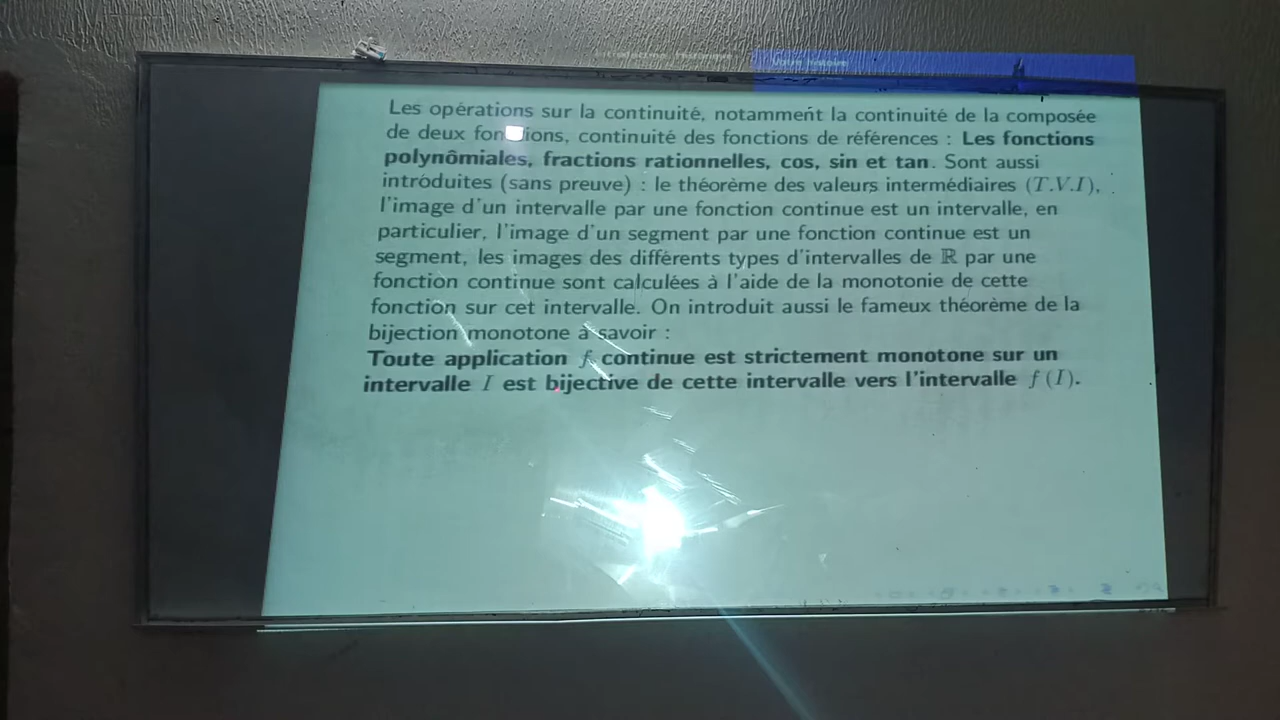 Votre histoire
Les opérations sur la continuité, notamment la continuité de la composée
de deux fonctions, continuité des fonctions de références : Les fonctions
polynômiales, fractions rationnelles, cos, sin et tan. Sont aussi
introduites (sans preuve) : le théorème des valeurs intermédiaires (T.V.I),
l'image d'un intervalle par une fonction continue est un intervalle, en
particulier, l'image d'un segment par une fonction continue est un
segment, les images des différents types d'intervalles de ℝ par une
fonction continue sont calculées à l'aide de la monotonie de cette
fonction sur cet intervalle. On introduit aussi le fameux théorème de la
bijection monotone à savoir :
Toute application f continue est strictement monotone sur un
intervalle I est bijective de cette intervalle vers l'intervalle f(I).